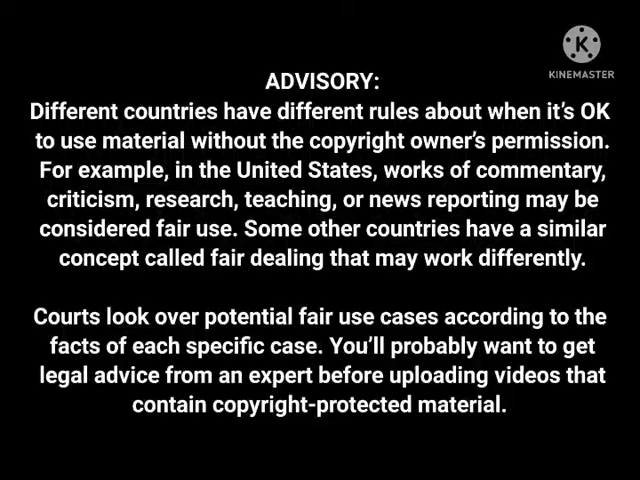 KINEMASTER
ADVISORY:
Different countries have different rules about when it's OK
to use material without the copyright owner's permission.
For example, in the United States, works of commentary,
criticism, research, teaching, or news reporting may be
considered fair use. Some other countries have a similar
concept called fair dealing that may work differently.
Courts look over potential fair use cases according to the
facts of each specific case. You'll probably want to get
legal advice from an expert before uploading videos that
contain copyright-protected material.